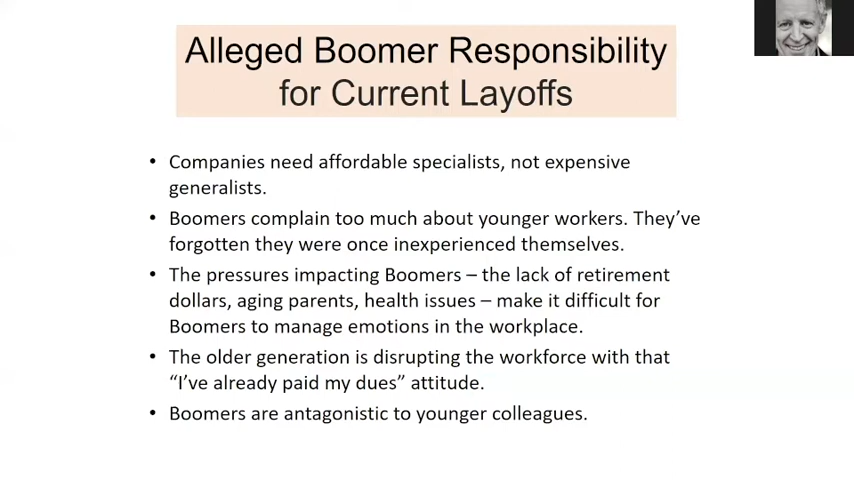 Alleged Boomer Responsibility
for Current Layoffs
• Companies need affordable specialists, not expensive
generalists.
• Boomers complain too much about younger workers. They’ve
forgotten they were once inexperienced themselves.
• The pressures impacting Boomers – the lack of retirement
dollars, aging parents, health issues – make it difficult for
Boomers to manage emotions in the workplace.
• The older generation is disrupting the workforce with that
“I’ve already paid my dues” attitude.
• Boomers are antagonistic to younger colleagues.